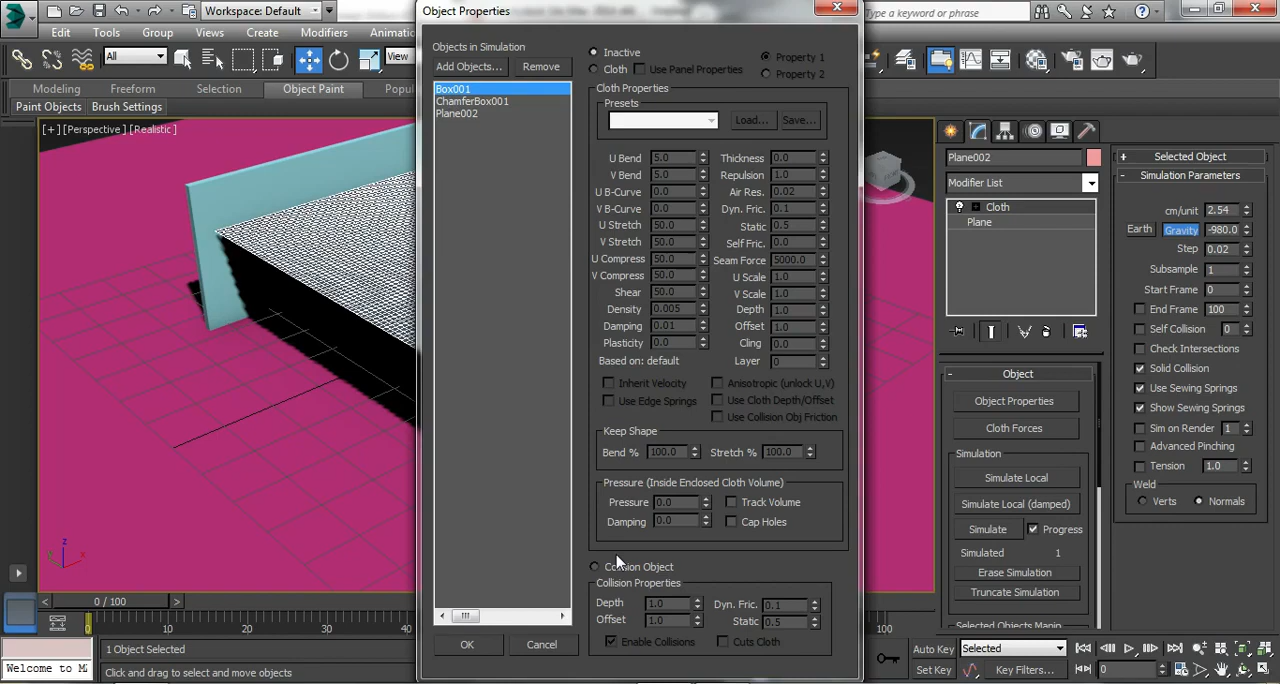 Workspace: Default
Object Properties
Type a keyword or phrase
Edit Tools Group Views Create Modifiers Animati
All
View
Modeling Freeform Selection Object Paint Popu
Paint Objects Brush Settings
[+] [Perspective] [Realistic]
Objects in Simulation
Add Objects... Remove
Box001
ChamferBox001
Plane002
Inactive
Property 1
Cloth Use Panel Properties
Property 2
Cloth Properties
Presets
Load... Save...
U Bend 5.0 Thickness 0.0
V Bend 5.0 Repulsion 1.0
U B-Curve 0.0 Air Res. 0.02
V B-Curve 0.0 Dyn. Fric. 0.1
U Stretch 50.0 Static 0.5
V Stretch 50.0 Self Fric. 0.0
U Compress 50.0 Seam Force 5000.0
V Compress 50.0 U Scale 1.0
Shear 50.0 V Scale 1.0
Density 0.005 Depth 1.0
Damping 0.01 Offset 1.0
Plasticity 0.0 Cling 0.0
Based on: default Layer 0
Inherit Velocity Anisotropic (unlock U,V)
Use Edge Springs Use Cloth Depth/Offset
Use Collision Obj Friction
Keep Shape
Bend % 100.0 Stretch % 100.0
Pressure (Inside Enclosed Cloth Volume)
Pressure 0.0 Track Volume
Damping 0.0 Cap Holes
Collision Object
Collision Properties
Depth 1.0 Dyn. Fric. 0.1
Offset 1.0 Static 0.5
Enable Collisions Cuts Cloth
OK Cancel
Plane002
Modifier List
Cloth
Plane
Object
Object Properties
Cloth Forces
Simulation
Simulate Local
Simulate Local (damped)
Simulate Progress
Simulated 1
Erase Simulation
Truncate Simulation
Selected Object
Simulation Parameters
cm/unit 2.54
Earth Gravity -980.0
Step 0.02
Subsample 1
Start Frame 0
End Frame 100
Self Collision 0
Check Intersections
Solid Collision
Use Sewing Springs
Show Sewing Springs
Sim on Render 1
Advanced Pinching
Tension 1.0
Weld
Verts Normals
z
x
0 / 100
0 10 20 30 40 100
Welcome to M
1 Object Selected
Click and drag to select and move objects
Auto Key Selected
Set Key Key Filters... 0